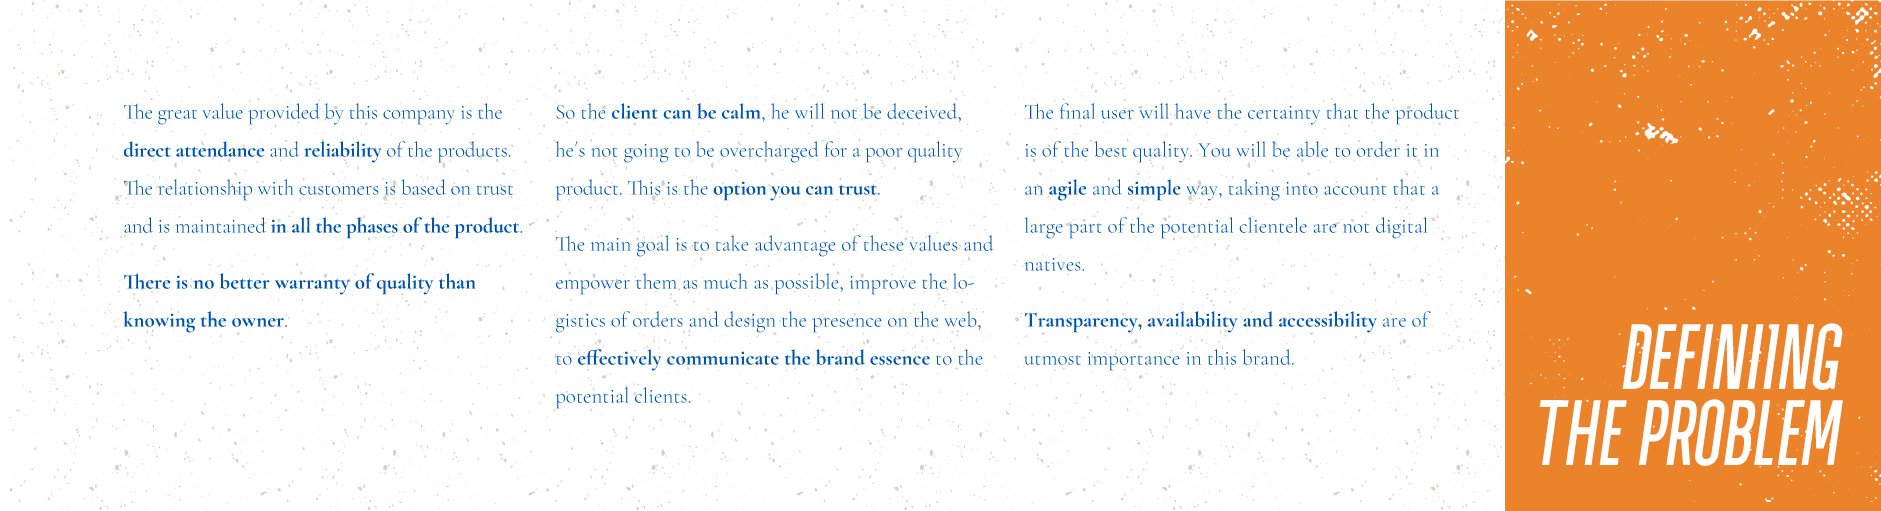 The great value provided by this company is the
direct attendance and reliability of the products.
The relationship with customers is based on trust
and is maintained in all the phases of the product.
There is no better warranty of quality than
knowing the owner.
So the client can be calm, he will not be deceived,
he's not going to be overcharged for a poor quality
product. This is the option you can trust.
The main goal is to take advantage of these values and
empower them as much as possible, improve the lo-
gistics of orders and design the presence on the web,
to effectively communicate the brand essence to the
potential clients.
The final user will have the certainty that the product
is of the best quality. You will be able to order it in
an agile and simple way, taking into account that a
large part of the potential clientele are not digital
natives.
Transparency, availability and accessibility are of
utmost importance in this brand.
DEFINIING
THE PROBLEM